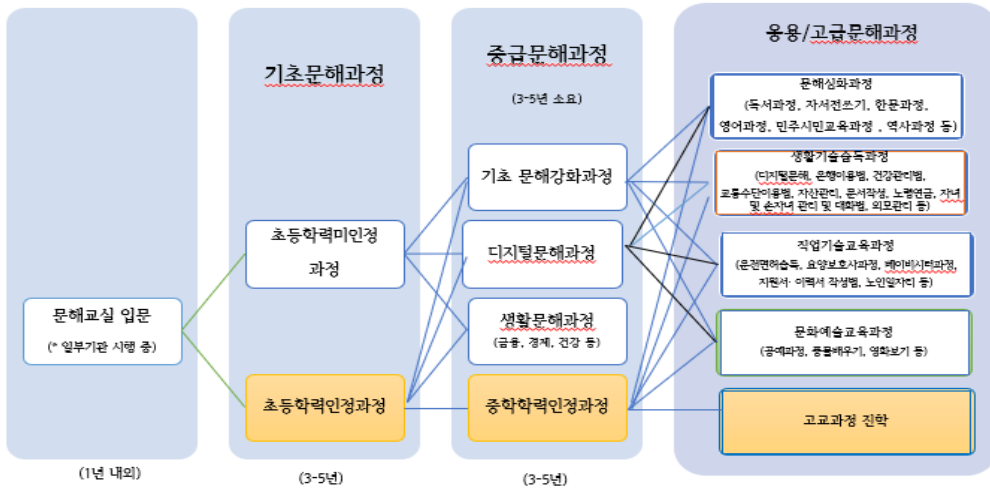 문해교실 입문
(* 일부기관 시행 중)
(1년 내외)
기초문해과정
초등학력미인정
과정
초등학력인정과정
(3-5년)
중급문해과정
(3-5년 소요)
기초 문해강화과정
디지털문해과정
생활문해과정
(금융, 경제, 건강 등)
중학학력인정과정
(3-5년)
응용/고급문해과정
문해심화과정
(독서과정, 자서전쓰기, 한문과정,
영어과정, 민주시민교육과정 , 역사과정 등)
생활기술습득과정
(디지털문해, 은행이용법, 건강관리법,
교통수단이용법, 자산관리, 문서작성, 노령연금, 자녀
및 손자녀 관리 및 대화법, 외모관리 등)
직업기술교육과정
(운전면허습득, 요양보호사과정, 베이비시터과정,
지원서· 이력서 작성법, 노인일자리 등)
문화예술교육과정
(공예과정, 풍물배우기, 영화보기 등)
고교과정 진학